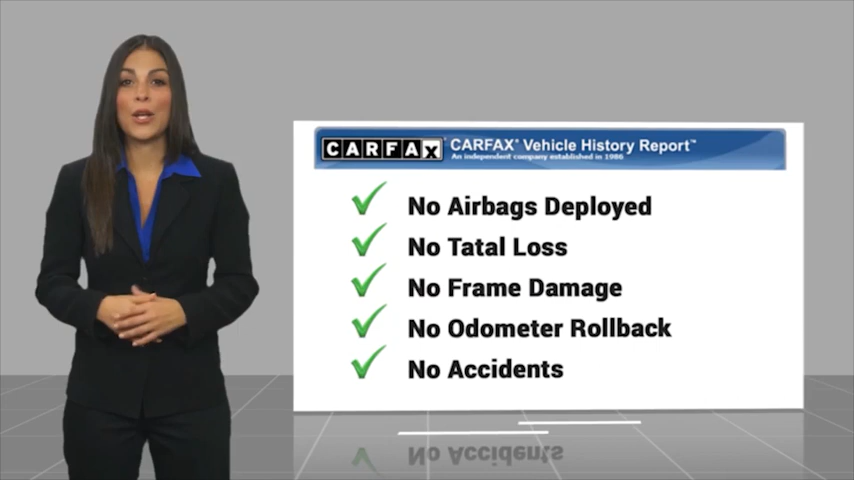 CARFAX CARFAX® Vehicle History Report™
An independent company established in 1986
No Airbags Deployed
No Tatal Loss
No Frame Damage
No Odometer Rollback
No Accidents
No Accidents